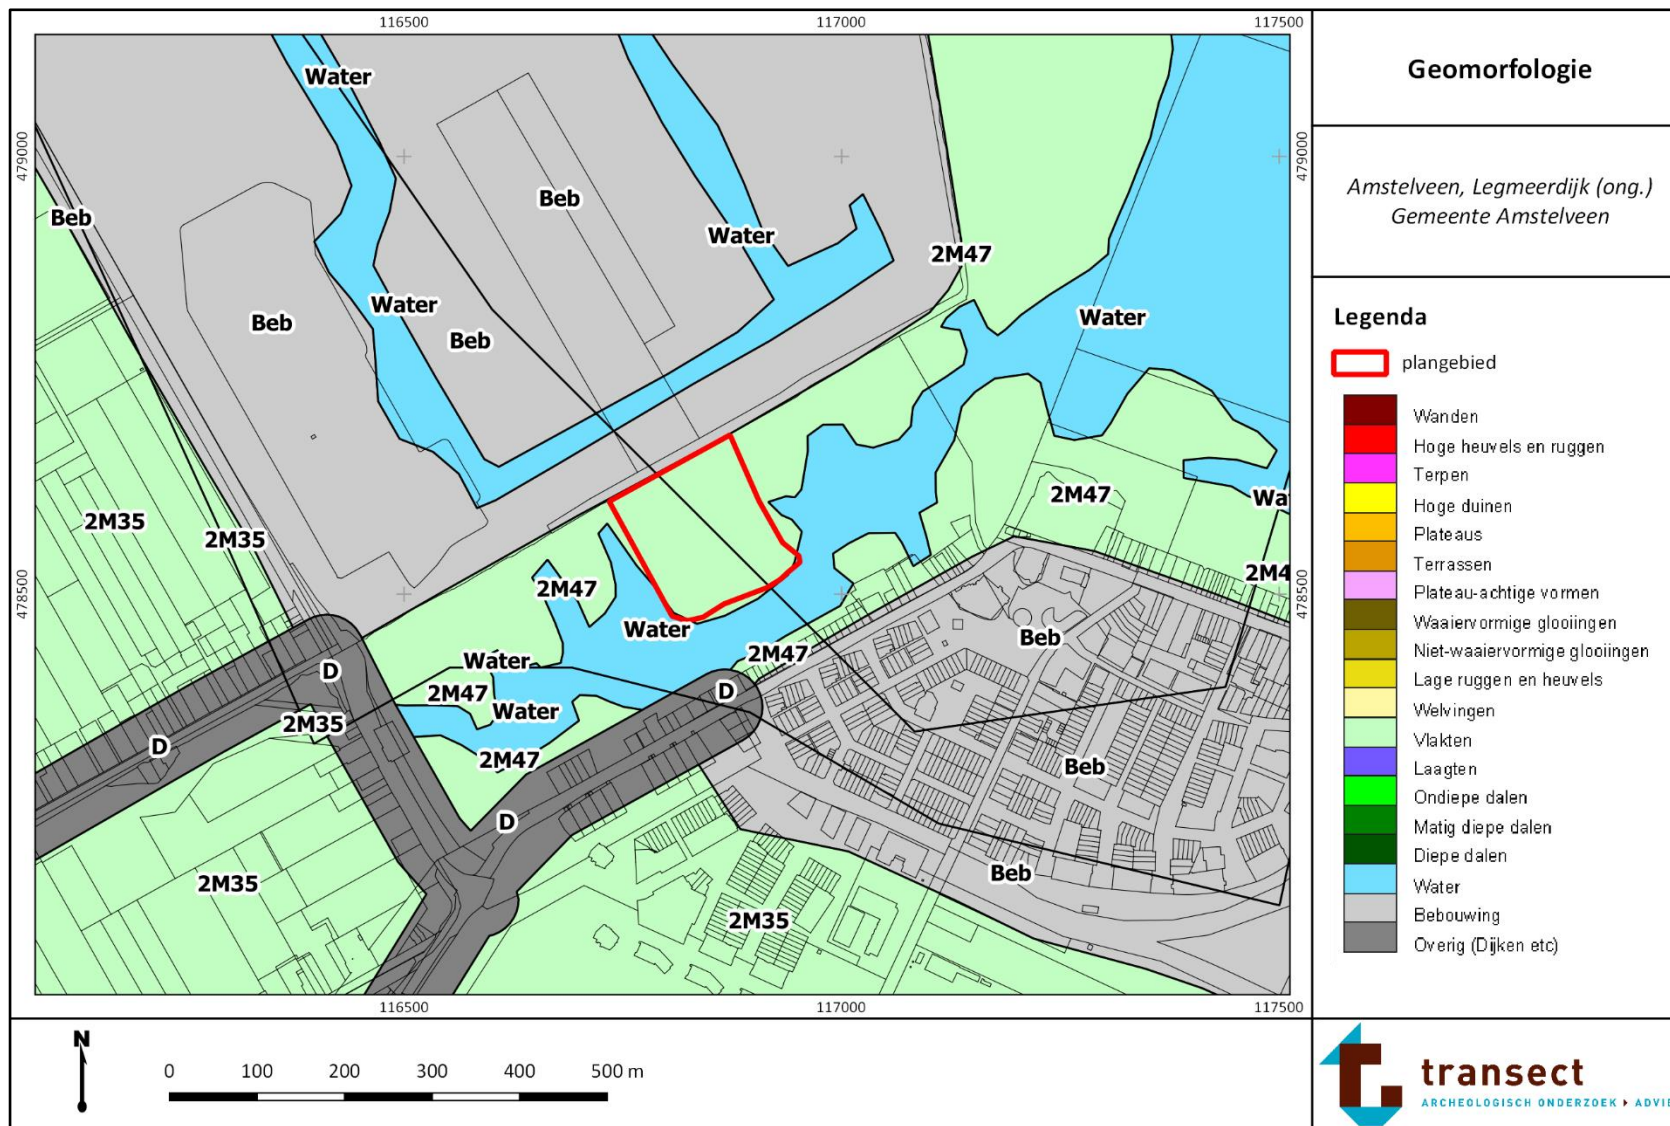 116500 117000 117500
Water Water
Geomorfologie
479000 479000
Amstelveen, Legmeerdijk (ong.)
Gemeente Amstelveen
Beb Beb
Water
2M47
Water
Beb Water
Beb
Legenda
plangebied
Wanden
Hoge heuvels en ruggen
Terpen
Hoge duinen
Plateaus
Terrassen
Plateau-achtige vormen
Waaiervormige glooiingen
Niet-waaiervormige glooiingen
Lage ruggen en heuvels
Welvingen
Vlakten
Laagten
Ondiepe dalen
Matig diepe dalen
Diepe dalen
Water
Bebouwing
Overig (Dijken etc)
2M47
2M35
2M35
2M47
478500 478500
Water Beb
2M47
Water
D
2M47 D
Water
2M35
D
2M47
Beb
D
Beb
2M35
2M35
116500 117000 117500
N
0 100 200 300 400 500 m
transect
ARCHEOLOGISCH ONDERZOEK